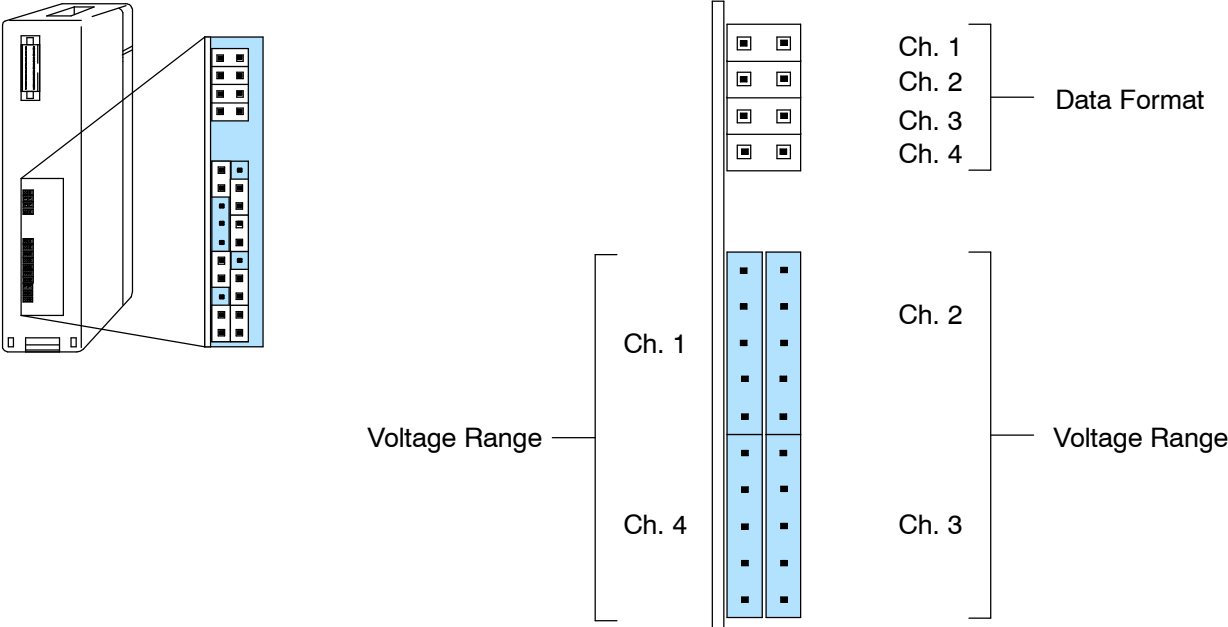 Ch. 1
Ch. 2
Data Format
Ch. 3
Ch. 4
Ch. 2
Ch. 1
Voltage Range
Voltage Range
Ch. 4
Ch. 3